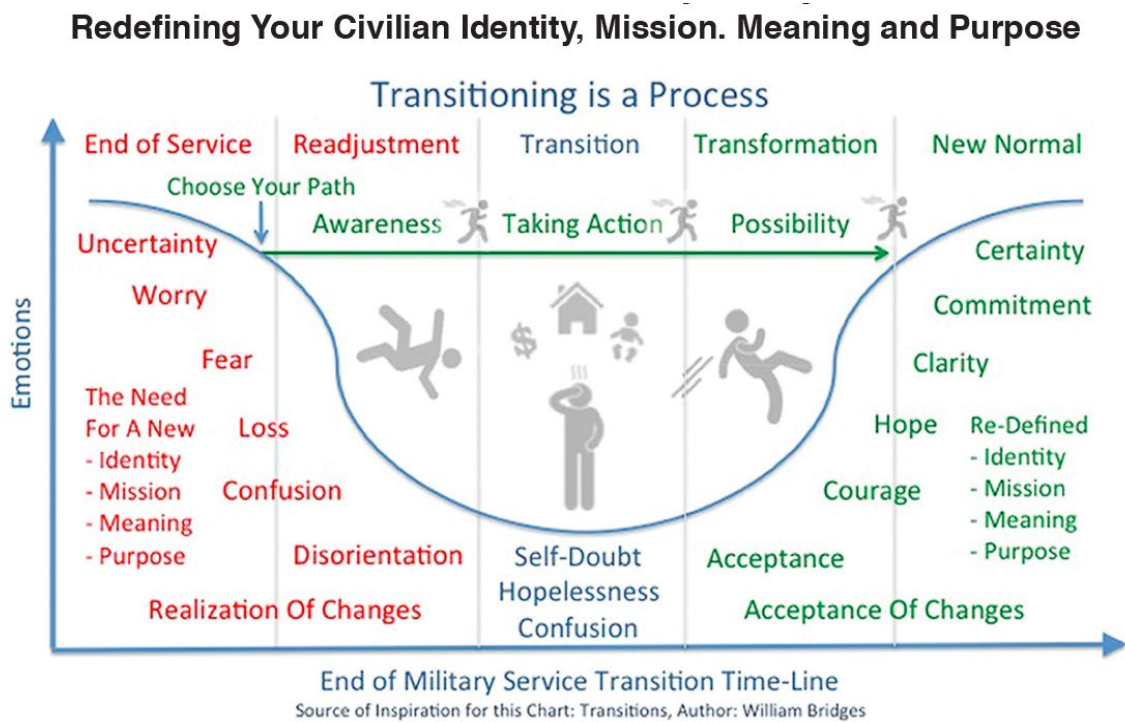 Redefining Your Civilian Identity, Mission. Meaning and Purpose
Transitioning is a Process
End of Service
Readjustment
Transition
Transformation
New Normal
Choose Your Path
Awareness
Taking Action
Possibility
Uncertainty
Worry
Fear
The Need
For A New
- Identity
- Mission
- Meaning
- Purpose
Loss
Confusion
Disorientation
Realization Of Changes
$
Self-Doubt
Hopelessness
Confusion
Certainty
Commitment
Clarity
Hope
Courage
Acceptance
Re-Defined
- Identity
- Mission
- Meaning
- Purpose
Acceptance Of Changes
Emotions
End of Military Service Transition Time-Line
Source of Inspiration for this Chart: Transitions, Author: William Bridges